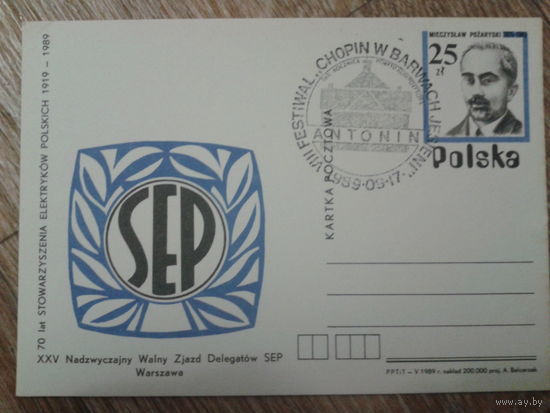 70 lat STOWARZYSZENIA ELEKTRYKÓW POLSKICH 1919 - 1989
SEP
XXV Nadzwyczajny Walny Zjazd Delegatów SEP
Warszawa
KARTKA POCZTOWA
VIII FESTIWAL „CHOPIN W BARWACH JESIENI”
ANTONIN
1989-09-17
MIECZYSŁAW POŻARYSKI
25
zł
Polska
PPTiT - V 1989 r. nakład 200.000 proj. A. Balcerzak
www.ay.by